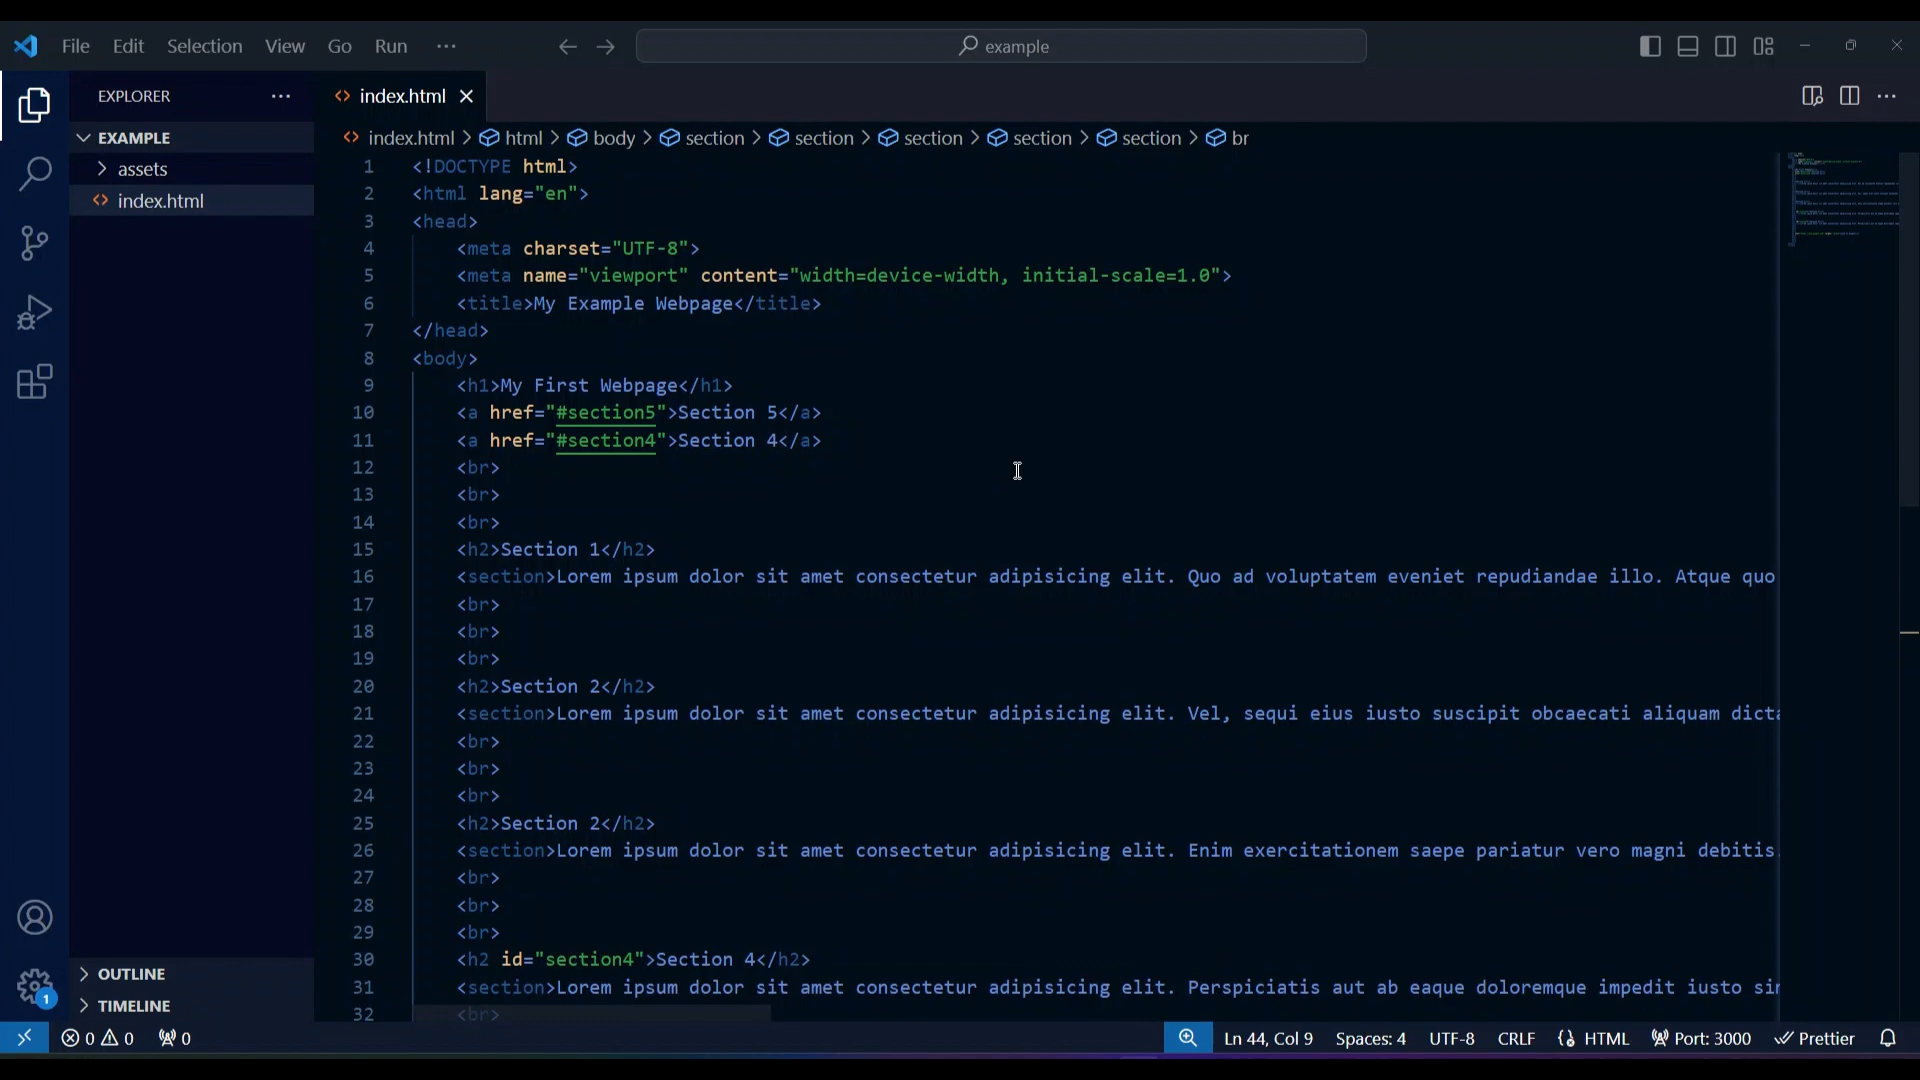 File Edit Selection View Go Run ··· example
EXPLORER ···
EXAMPLE
assets
index.html
OUTLINE
TIMELINE
index.html
index.html > html > body > section > section > section > section > section > br
1 <!DOCTYPE html>
2 <html lang="en">
3 <head>
4 <meta charset="UTF-8">
5 <meta name="viewport" content="width=device-width, initial-scale=1.0">
6 <title>My Example Webpage</title>
7 </head>
8 <body>
9 <h1>My First Webpage</h1>
10 <a href="#section5">Section 5</a>
11 <a href="#section4">Section 4</a>
12 <br>
13 <br>
14 <br>
15 <h2>Section 1</h2>
16 <section>Lorem ipsum dolor sit amet consectetur adipisicing elit. Quo ad voluptatem eveniet repudiandae illo. Atque quo
17 <br>
18 <br>
19 <br>
20 <h2>Section 2</h2>
21 <section>Lorem ipsum dolor sit amet consectetur adipisicing elit. Vel, sequi eius iusto suscipit obcaecati aliquam dicta
22 <br>
23 <br>
24 <br>
25 <h2>Section 2</h2>
26 <section>Lorem ipsum dolor sit amet consectetur adipisicing elit. Enim exercitationem saepe pariatur vero magni debitis.
27 <br>
28 <br>
29 <br>
30 <h2 id="section4">Section 4</h2>
31 <section>Lorem ipsum dolor sit amet consectetur adipisicing elit. Perspiciatis aut ab eaque doloremque impedit iusto sin
32 <br>
1
0 0 0 Ln 44, Col 9 Spaces: 4 UTF-8 CRLF HTML Port: 3000 Prettier